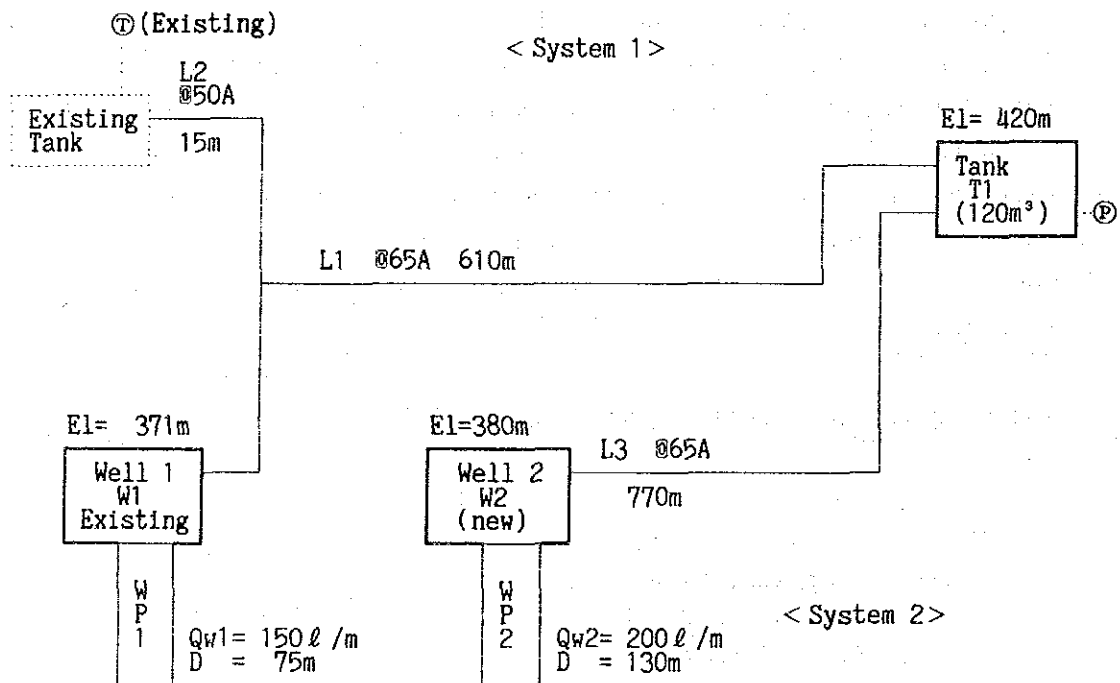 Ⓣ(Existing)
< System 1 >
L2
@50A
15m
Existing
Tank
El= 420m
Tank
T1
(120m³)
Ⓟ
L1 @65A 610m
El= 371m
Well 1
W1
Existing
El=380m
Well 2
W2
(new)
L3 @65A
770m
W
P
1
Qw1= 150ℓ/m
D = 75m
W
P
2
Qw2= 200ℓ/m
D = 130m
< System 2 >